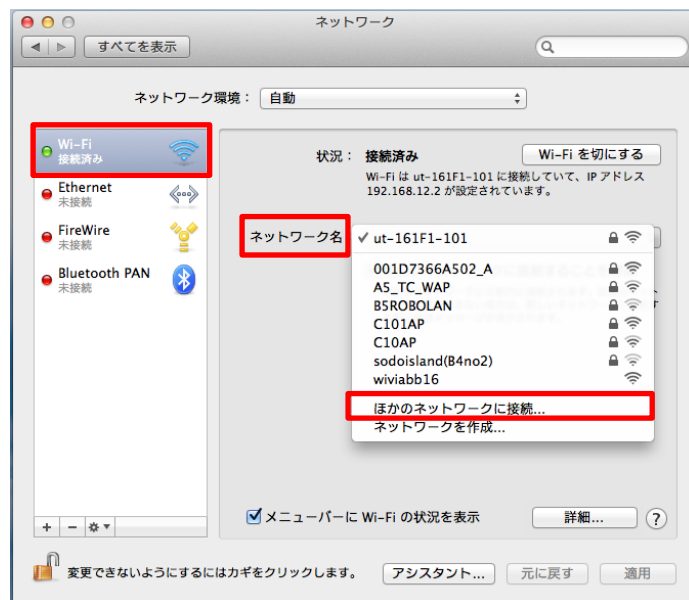 ネットワーク
すべてを表示
ネットワーク環境： 自動
Wi-Fi
接続済み
Ethernet
未接続
FireWire
未接続
Bluetooth PAN
未接続
状況： 接続済み
Wi-Fi を切にする
Wi-Fi は ut-161F1-101 に接続していて、IP アドレス
192.168.12.2 が設定されています。
ネットワーク名
✓ ut-161F1-101
001D7366A502_A
A5_TC_WAP
B5ROBOLAN
C101AP
C10AP
sodoisland(B4no2)
wiviabb16
ほかのネットワークに接続...
ネットワークを作成...
メニューバーに Wi-Fi の状況を表示
詳細...
?
+ −
変更できないようにするにはカギをクリックします。
アシスタント...
元に戻す
適用